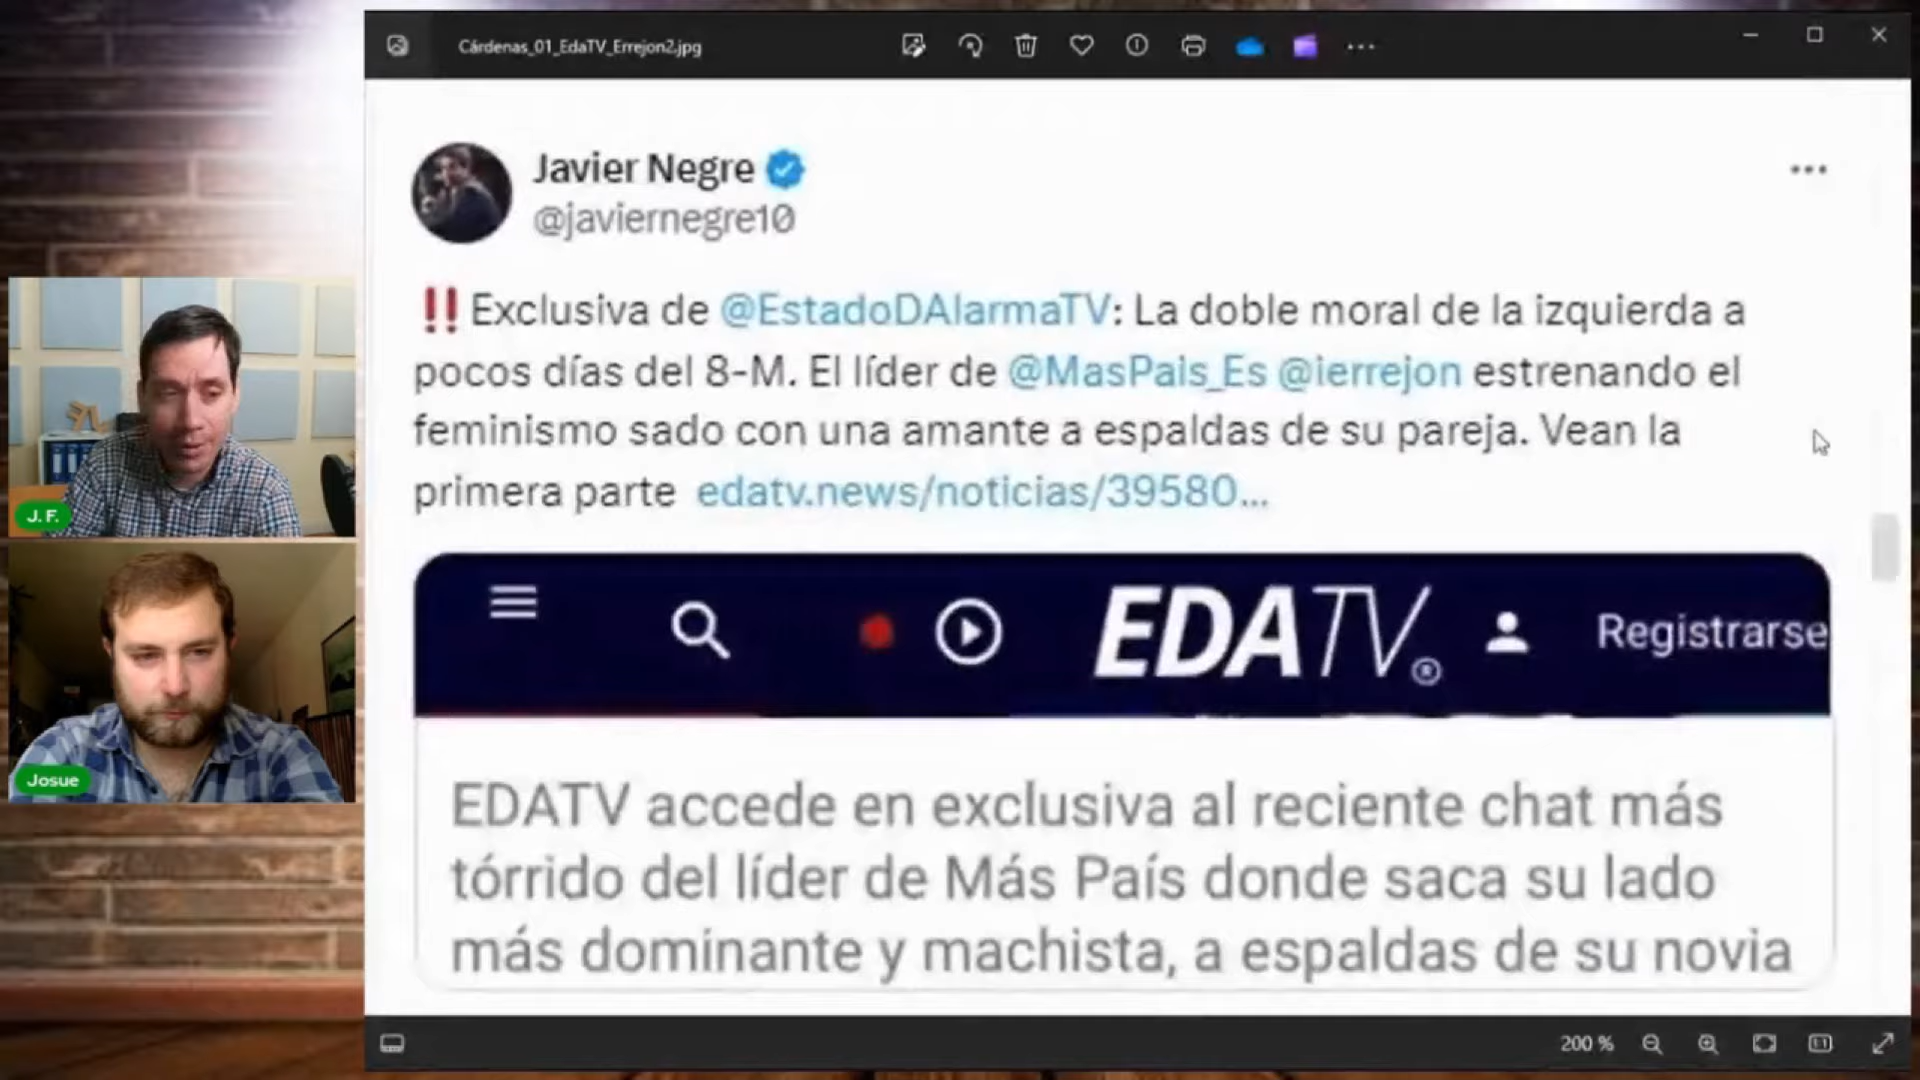 Cárdenas_01_EdaTV_Errejon2.jpg
Javier Negre
@javiernegre10
‼Exclusiva de @EstadoDAlarmaTV: La doble moral de la izquierda a
pocos días del 8-M. El líder de @MasPais_Es @ierrejon estrenando el
feminismo sado con una amante a espaldas de su pareja. Vean la
primera parte edatv.news/noticias/39580...
EDATV® Registrarse
EDATV accede en exclusiva al reciente chat más
tórrido del líder de Más País donde saca su lado
más dominante y machista, a espaldas de su novia
J. F.
Josue
200 %